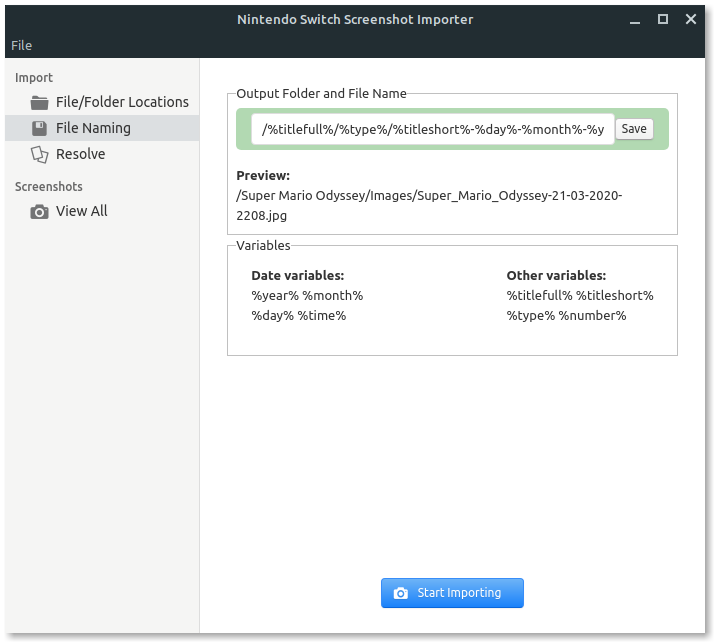 Nintendo Switch Screenshot Importer
File
Import
File/Folder Locations
File Naming
Resolve
Screenshots
View All
Output Folder and File Name
/%titlefull%/%type%/%titleshort%-%day%-%month%-%y
Save
Preview:
/Super Mario Odyssey/Images/Super_Mario_Odyssey-21-03-2020-
2208.jpg
Variables
Date variables:
%year% %month%
%day% %time%
Other variables:
%titlefull% %titleshort%
%type% %number%
Start Importing